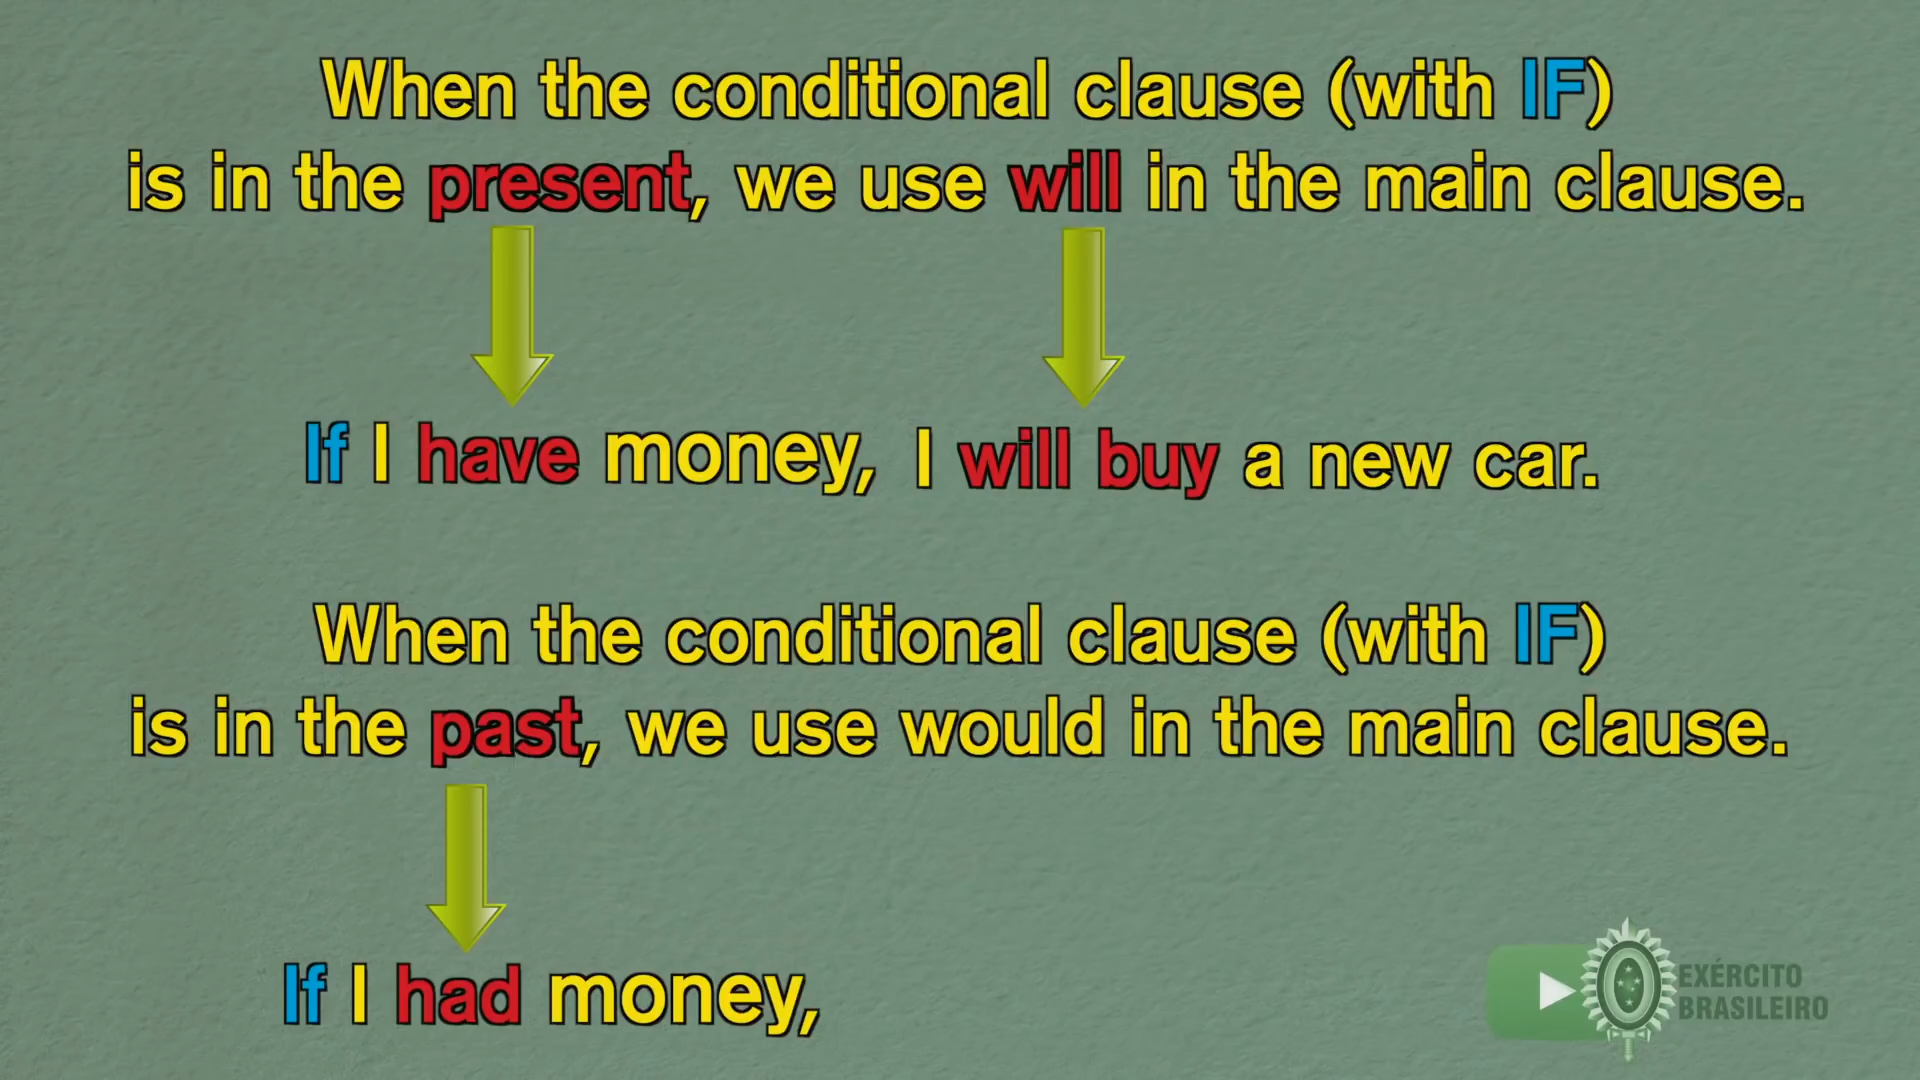 When the conditional clause (with IF)
is in the present, we use will in the main clause.
If I have money, I will buy a new car.
When the conditional clause (with IF)
is in the past, we use would in the main clause.
If I had money,
EXÉRCITO
BRASILEIRO